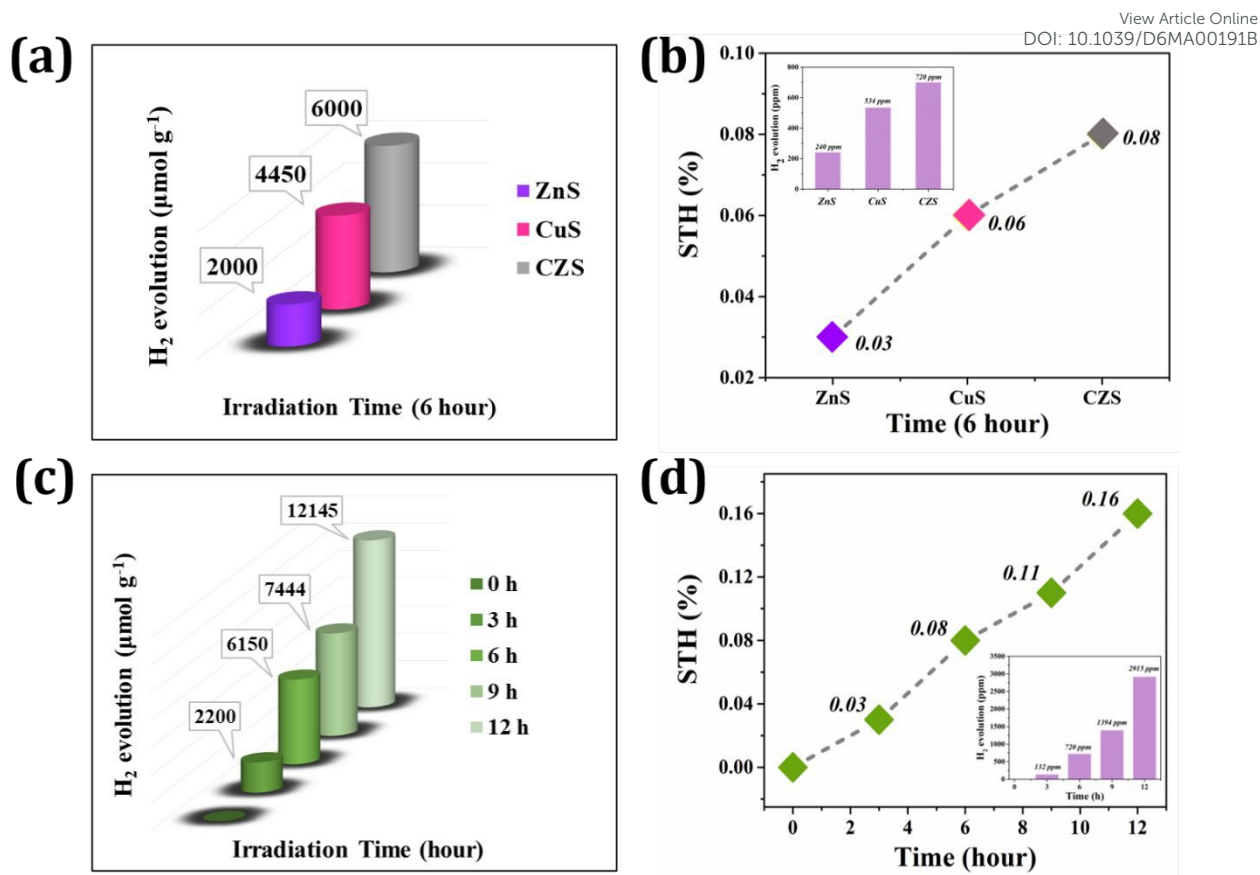 View Article Online
DOI: 10.1039/D6MA00191B
(a)
H₂ evolution (µmol g⁻¹)
2000
4450
6000
ZnS
CuS
CZS
Irradiation Time (6 hour)
(b)
STH (%)
0.10
0.08
0.06
0.04
0.02
H₂ evolution (ppm)
800
600
400
200
0
240 ppm
534 ppm
720 ppm
ZnS
CuS
CZS
0.03
0.06
0.08
ZnS
CuS
CZS
Time (6 hour)
(c)
H₂ evolution (µmol g⁻¹)
2200
6150
7444
12145
0 h
3 h
6 h
9 h
12 h
Irradiation Time (hour)
(d)
STH (%)
0.16
0.12
0.08
0.04
0.00
0.03
0.08
0.11
0.16
H₂ evolution (ppm)
3500
3000
2500
2000
1500
1000
500
0
132 ppm
720 ppm
1394 ppm
2915 ppm
0
3
6
9
12
Time (h)
0
2
4
6
8
10
12
Time (hour)